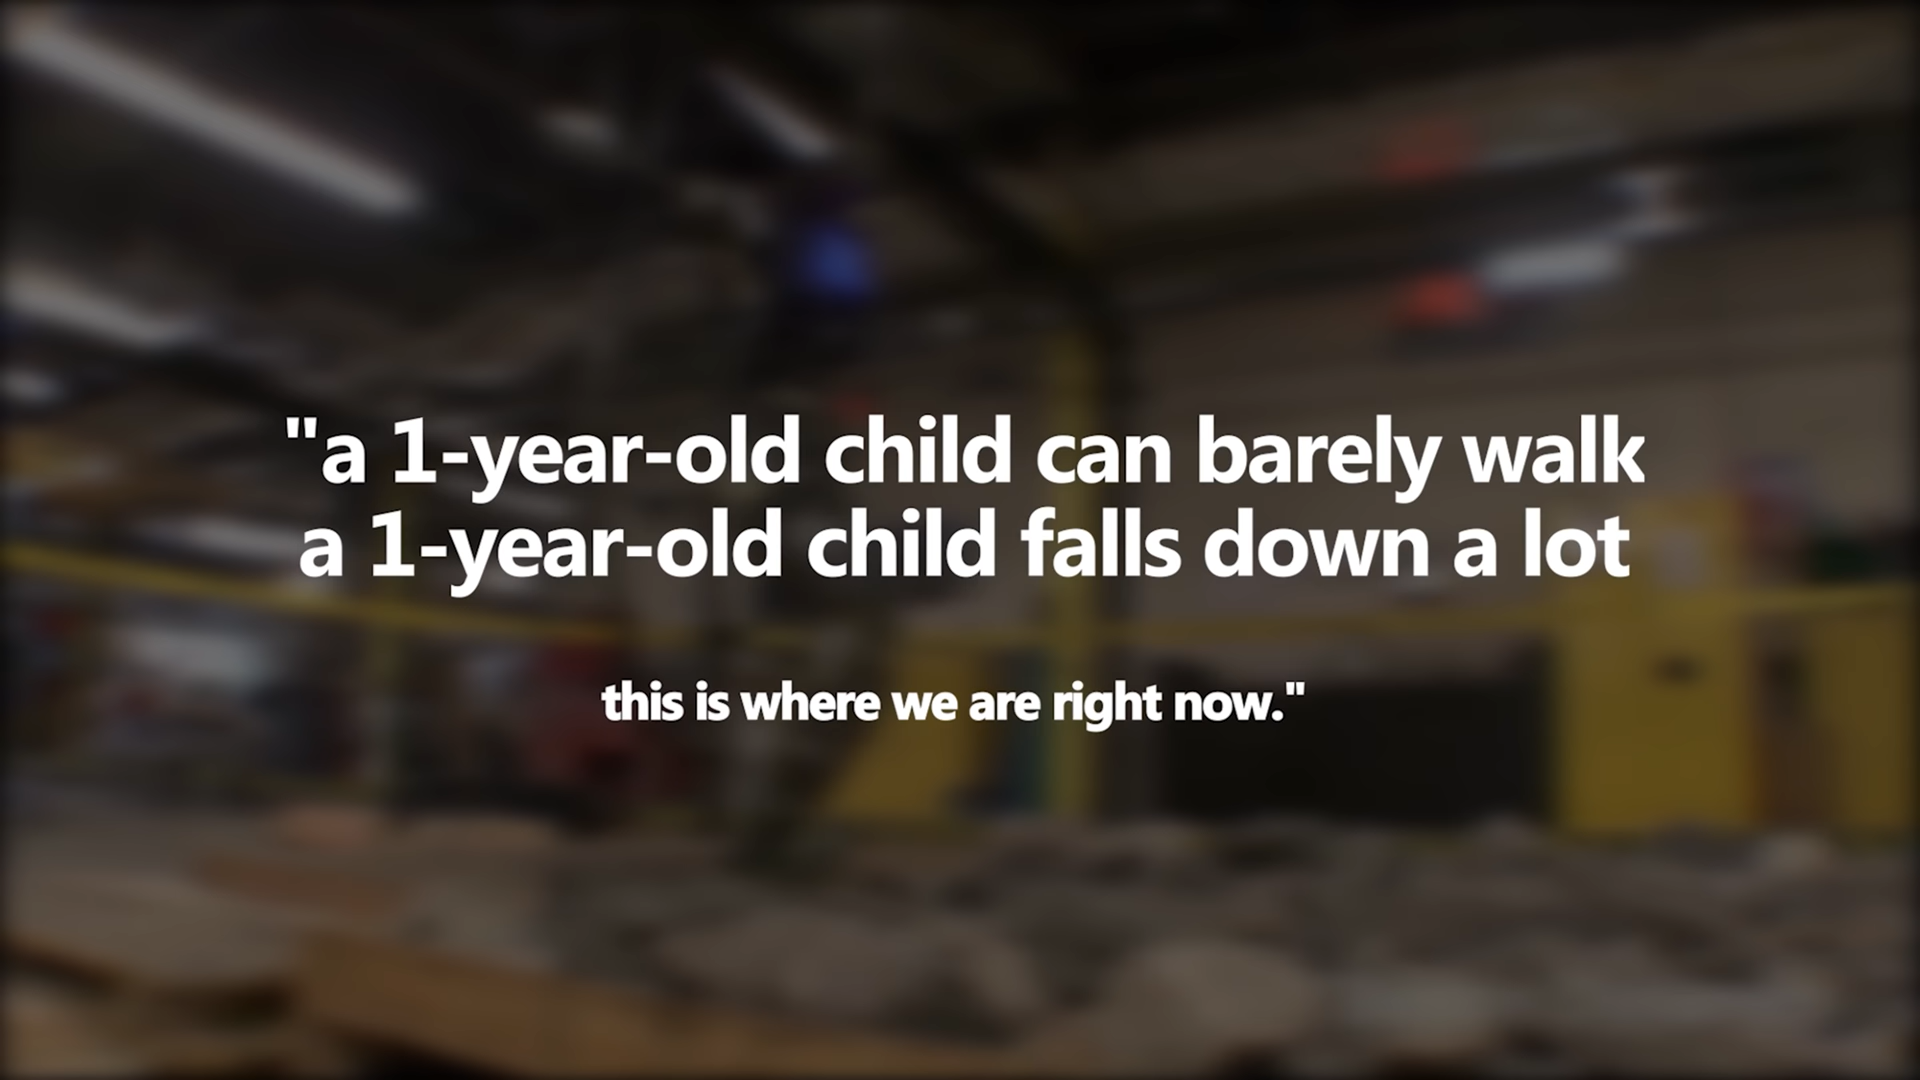 "a 1-year-old child can barely walk
a 1-year-old child falls down a lot
this is where we are right now."